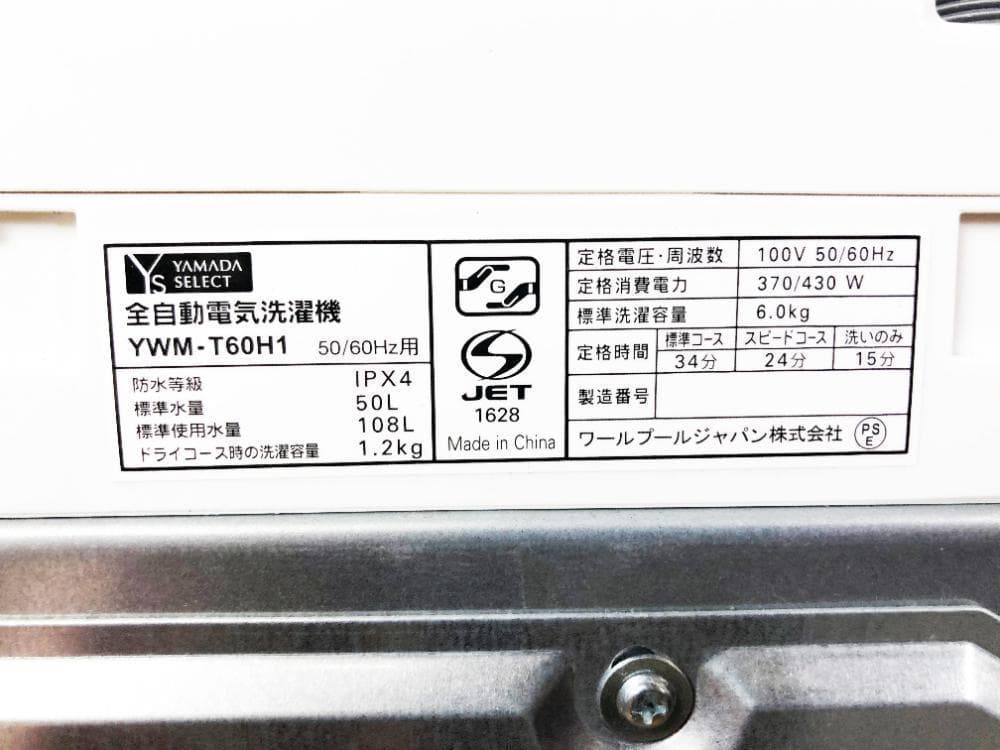 YS YAMADA SELECT
全自動電気洗濯機
YWM-T60H1 50/60Hz用
防水等級 IPX4
標準水量 50L
標準使用水量 108L
ドライコース時の洗濯容量 1.2kg
G
S
JET
1628
Made in China
定格電圧・周波数 100V 50/60Hz
定格消費電力 370/430 W
標準洗濯容量 6.0kg
定格時間 標準コース スピードコース 洗いのみ
34分 24分 15分
製造番号
ワールプールジャパン株式会社 PSE